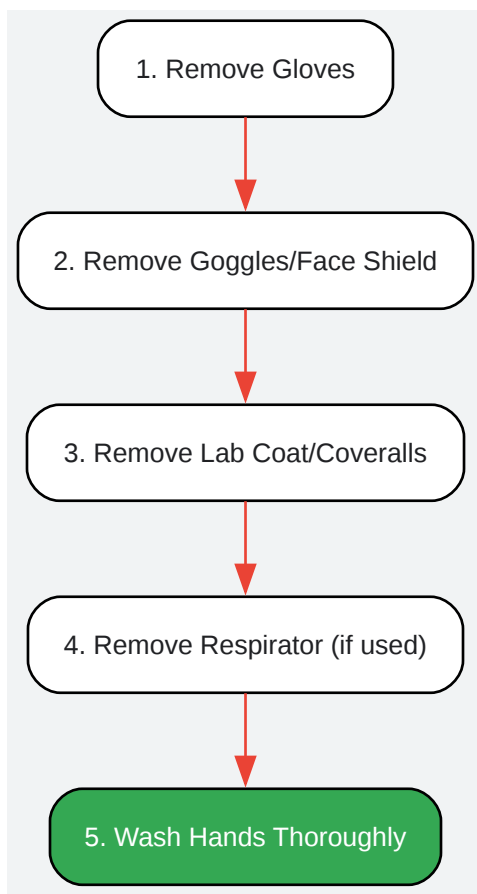 1. Remove Gloves
2. Remove Goggles/Face Shield
3. Remove Lab Coat/Coveralls
4. Remove Respirator (if used)
5. Wash Hands Thoroughly